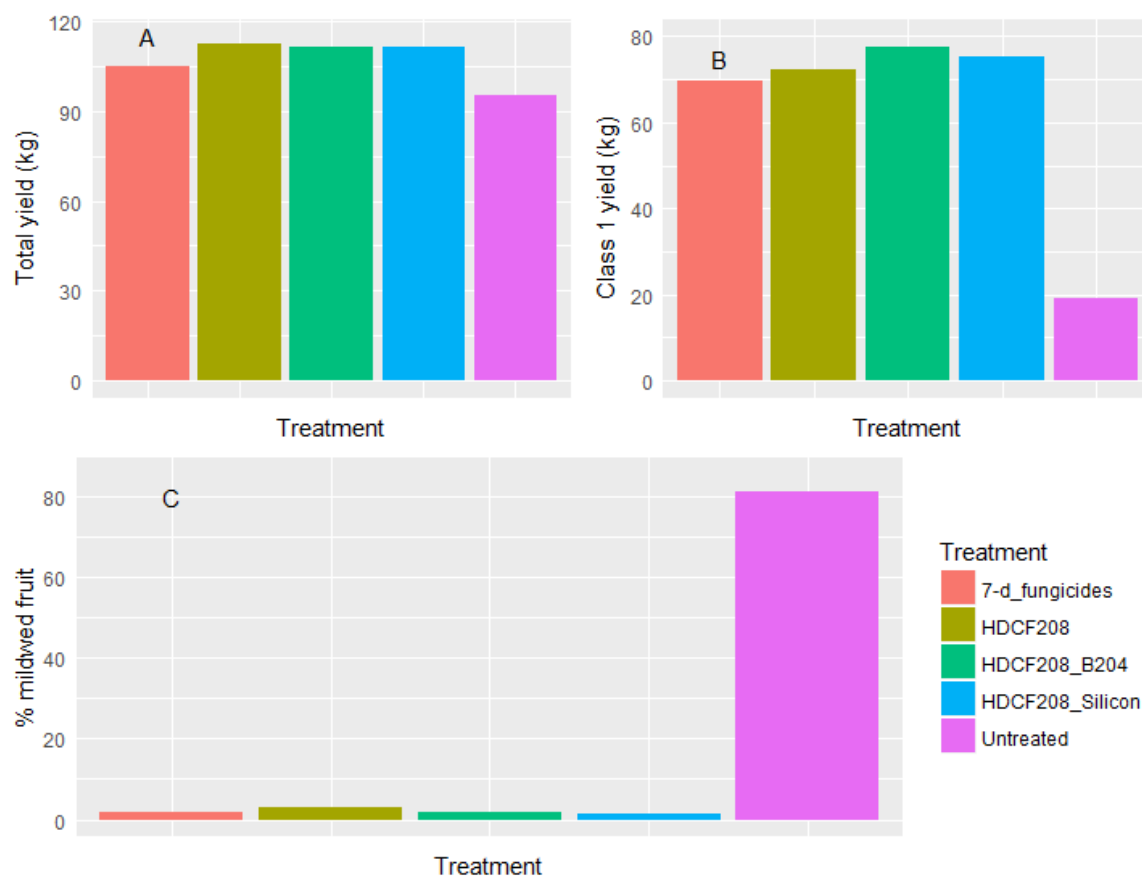 A
Total yield (kg)
120
90
60
30
0
Treatment
B
Class 1 yield (kg)
80
60
40
20
0
Treatment
C
% mildwed fruit
80
60
40
20
0
Treatment
Treatment
7-d_fungicides
HDCF208
HDCF208_B204
HDCF208_Silicon
Untreated